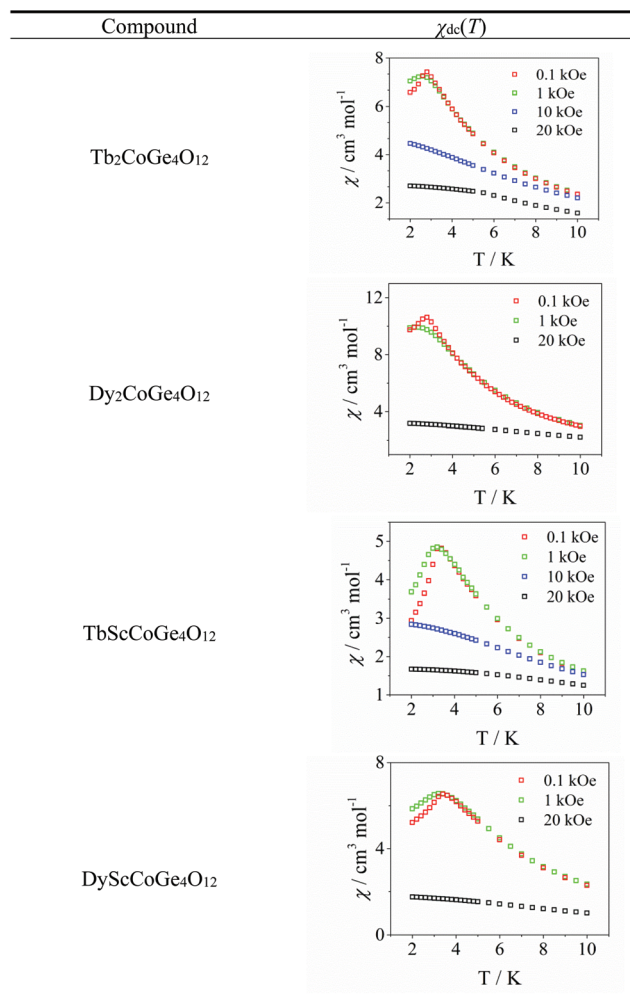 Compound χdc(T)
Tb₂CoGe₄O₁₂
χ / cm³ mol⁻¹
8
6
4
2
0.1 kOe
1 kOe
10 kOe
20 kOe
2 4 6 8 10
T / K
Dy₂CoGe₄O₁₂
χ / cm³ mol⁻¹
12
8
4
0.1 kOe
1 kOe
20 kOe
2 4 6 8 10
T / K
TbScCoGe₄O₁₂
χ / cm³ mol⁻¹
5
4
3
2
1
0.1 kOe
1 kOe
10 kOe
20 kOe
2 4 6 8 10
T / K
DyScCoGe₄O₁₂
χ / cm³ mol⁻¹
8
4
0
0.1 kOe
1 kOe
20 kOe
2 4 6 8 10
T / K